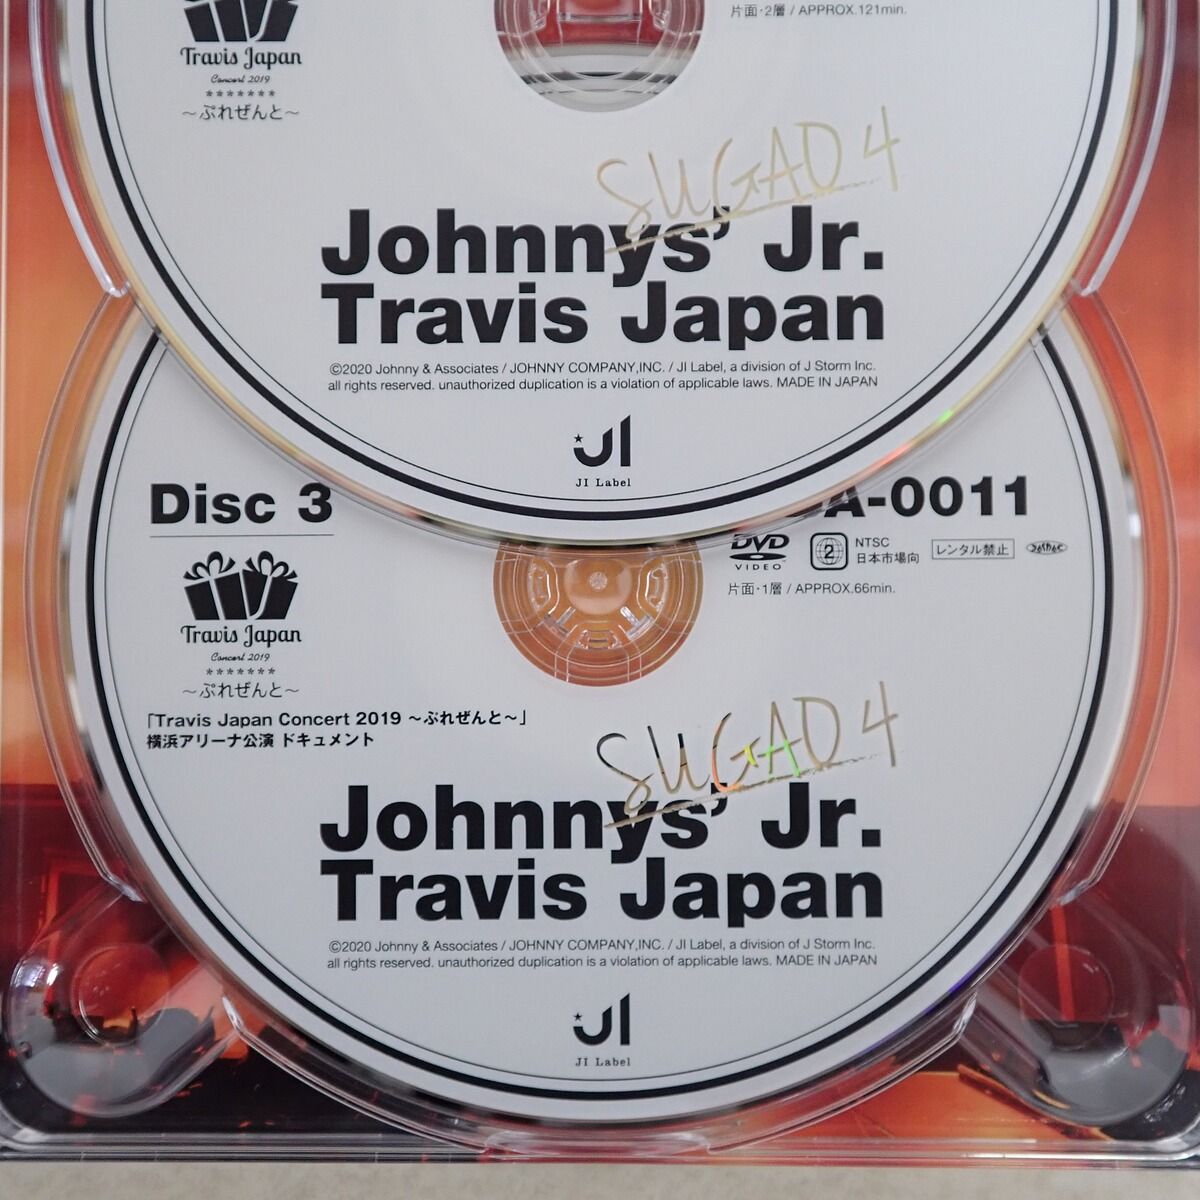 片面・2層 / APPROX.121min.
Travis Japan
Concert 2019
*******
～ぷれぜんと～
SUGAO 4
Johnnys’ Jr.
Travis Japan
©2020 Johnny & Associates / JOHNNY COMPANY,INC. / JI Label, a division of J Storm Inc.
all rights reserved. unauthorized duplication is a violation of applicable laws. MADE IN JAPAN
JI
JI Label
Disc 3
A-0011
DVD
VIDEO
2
NTSC
日本市場向
レンタル禁止
片面・1層 / APPROX.66min.
Travis Japan
Concert 2019
*******
～ぷれぜんと～
「Travis Japan Concert 2019 ～ぷれぜんと～」
横浜アリーナ公演 ドキュメント
SUGAO 4
Johnnys’ Jr.
Travis Japan
©2020 Johnny & Associates / JOHNNY COMPANY,INC. / JI Label, a division of J Storm Inc.
all rights reserved. unauthorized duplication is a violation of applicable laws. MADE IN JAPAN
JI
JI Label